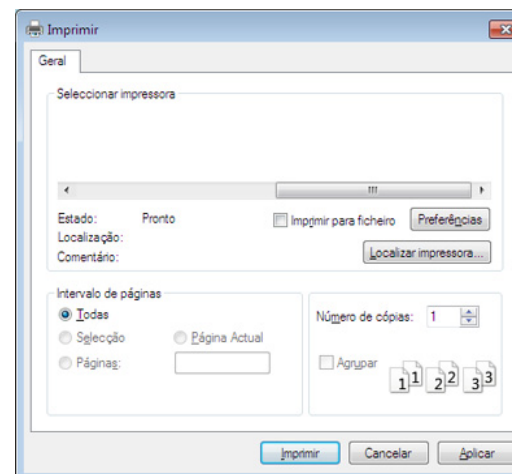 Imprimir
Geral
Seleccionar impressora
Estado: Pronto
Imprimir para ficheiro
Preferências
Localização:
Comentário:
Localizar impressora...
Intervalo de páginas
Todas
Selecção
Página Actual
Páginas:
Número de cópias: 1
Agrupar
1 1 2 2 3 3
Imprimir
Cancelar
Aplicar